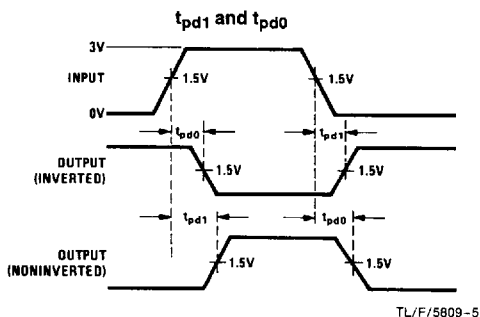 tpd1 and tpd0
3V
INPUT
1.5V
1.5V
0V
tpd0
tpd1
OUTPUT
(INVERTED)
1.5V
1.5V
tpd1
tpd0
OUTPUT
(NONINVERTED)
1.5V
1.5V
TL/F/5809-5